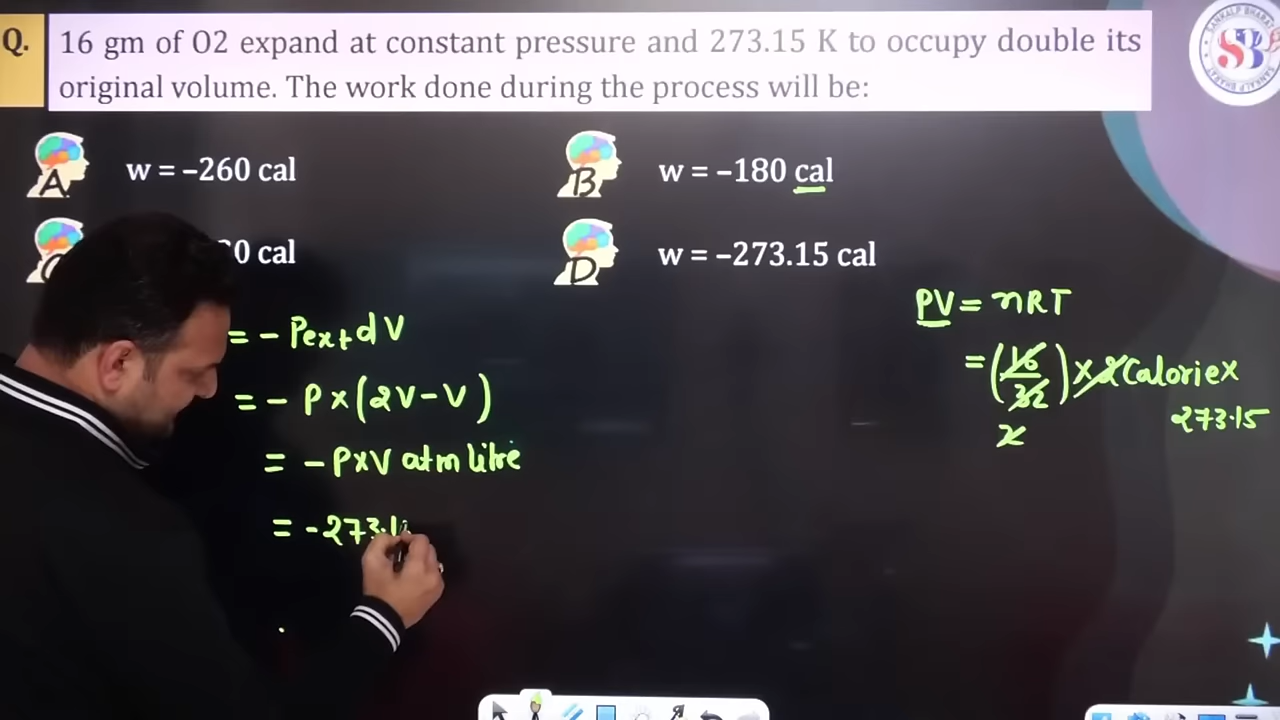 Q. 16 gm of O2 expand at constant pressure and 273.15 K to occupy double its
original volume. The work done during the process will be:
A w = –260 cal
B w = –180 cal
0 cal
D w = –273.15 cal
= - Pext dV
= - P × (2V - V)
= - P×V atm litre
= - 273.1
PV = nRT
= (16/32) × 2 Calorie ×
273.15
2
SB